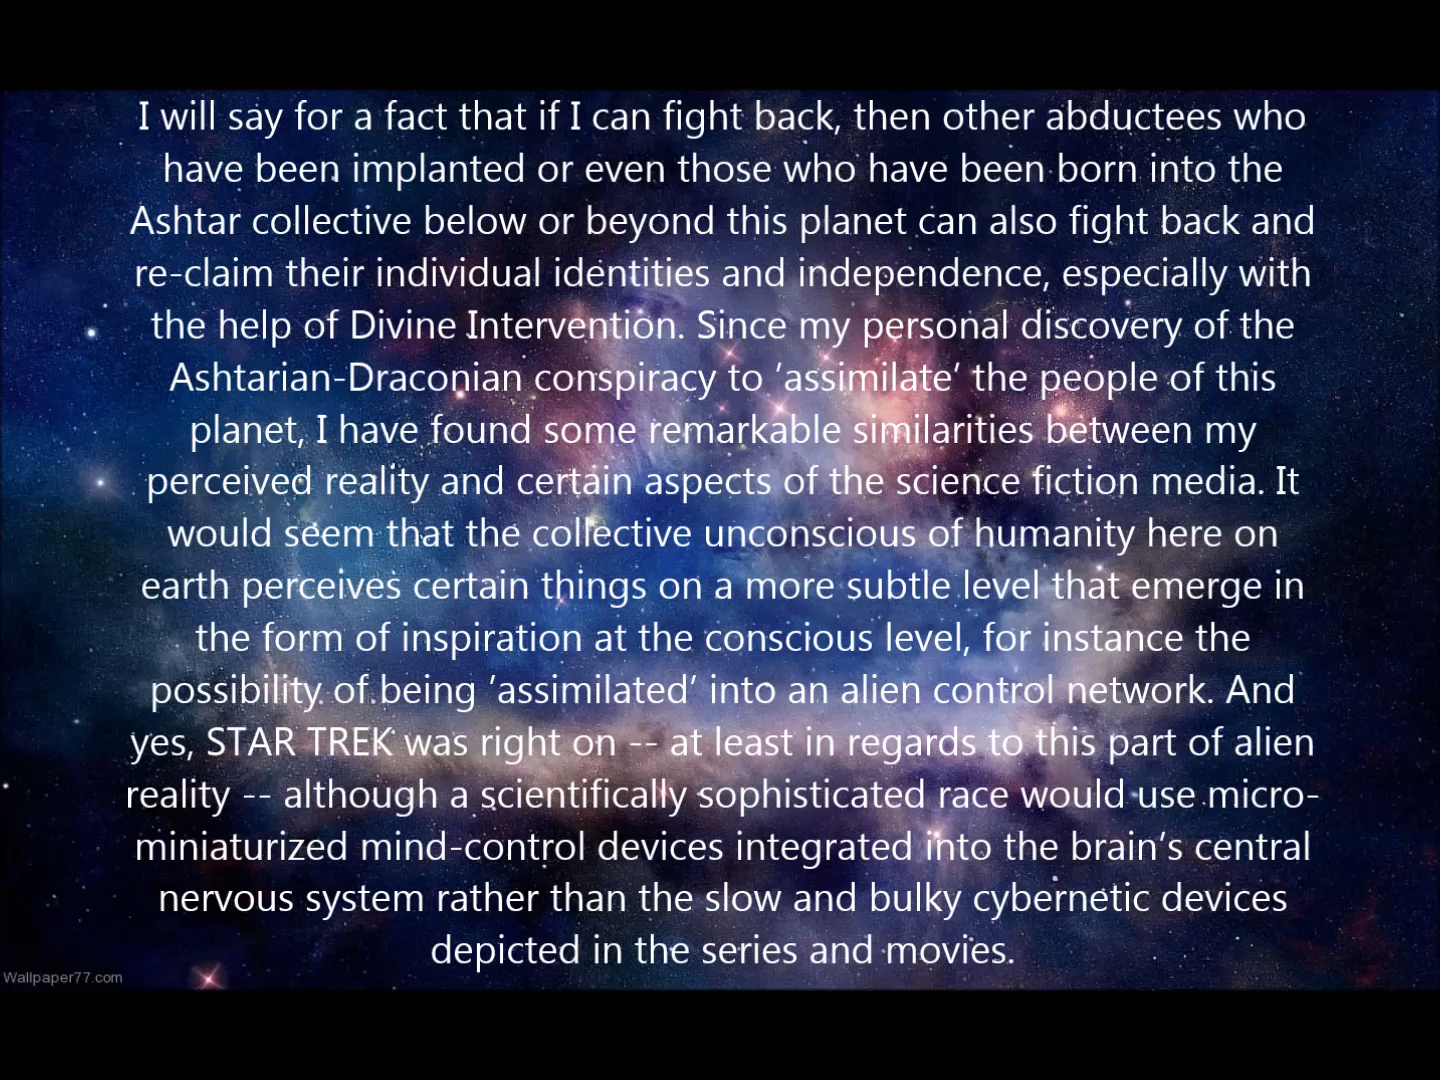 I will say for a fact that if I can fight back, then other abductees who
have been implanted or even those who have been born into the
Ashtar collective below or beyond this planet can also fight back and
re-claim their individual identities and independence, especially with
the help of Divine Intervention. Since my personal discovery of the
Ashtarian-Draconian conspiracy to ’assimilate’ the people of this
planet, I have found some remarkable similarities between my
perceived reality and certain aspects of the science fiction media. It
would seem that the collective unconscious of humanity here on
earth perceives certain things on a more subtle level that emerge in
the form of inspiration at the conscious level, for instance the
possibility of being ’assimilated’ into an alien control network. And
yes, STAR TREK was right on -- at least in regards to this part of alien
reality -- although a scientifically sophisticated race would use micro-
miniaturized mind-control devices integrated into the brain’s central
nervous system rather than the slow and bulky cybernetic devices
depicted in the series and movies.
Wallpaper77.com